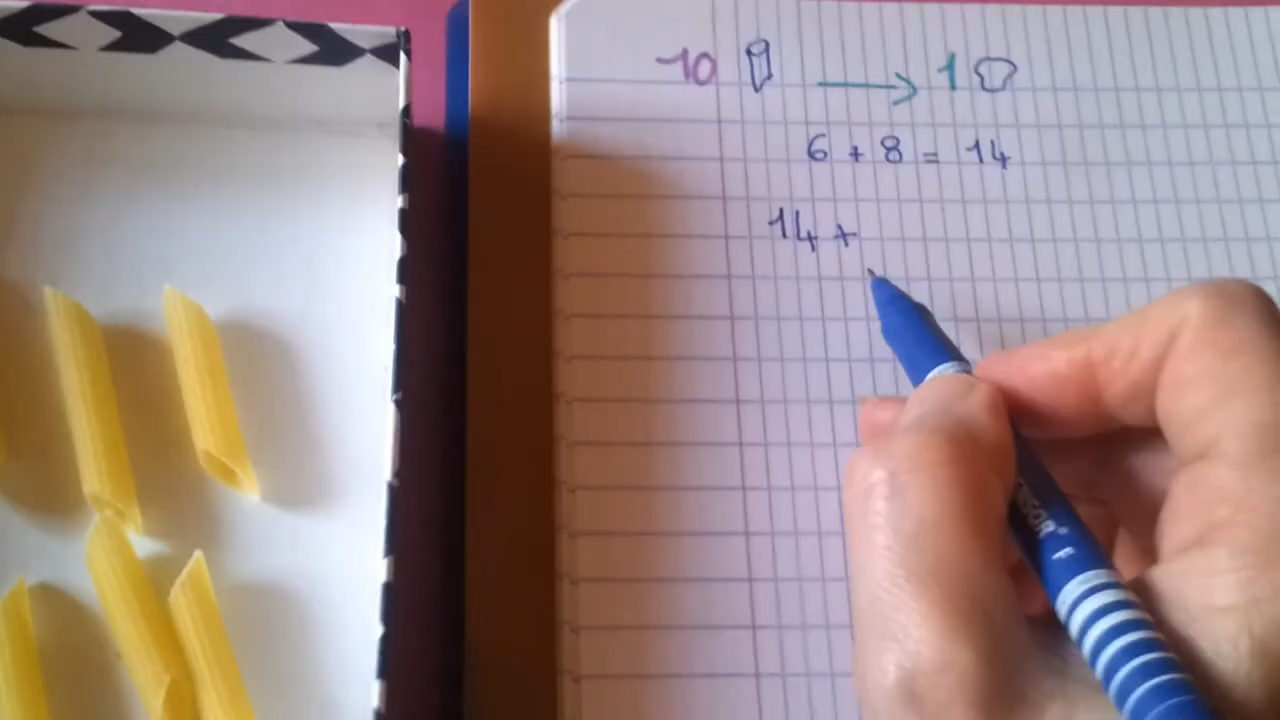 10 → 1
6 + 8 = 14
14 +
F